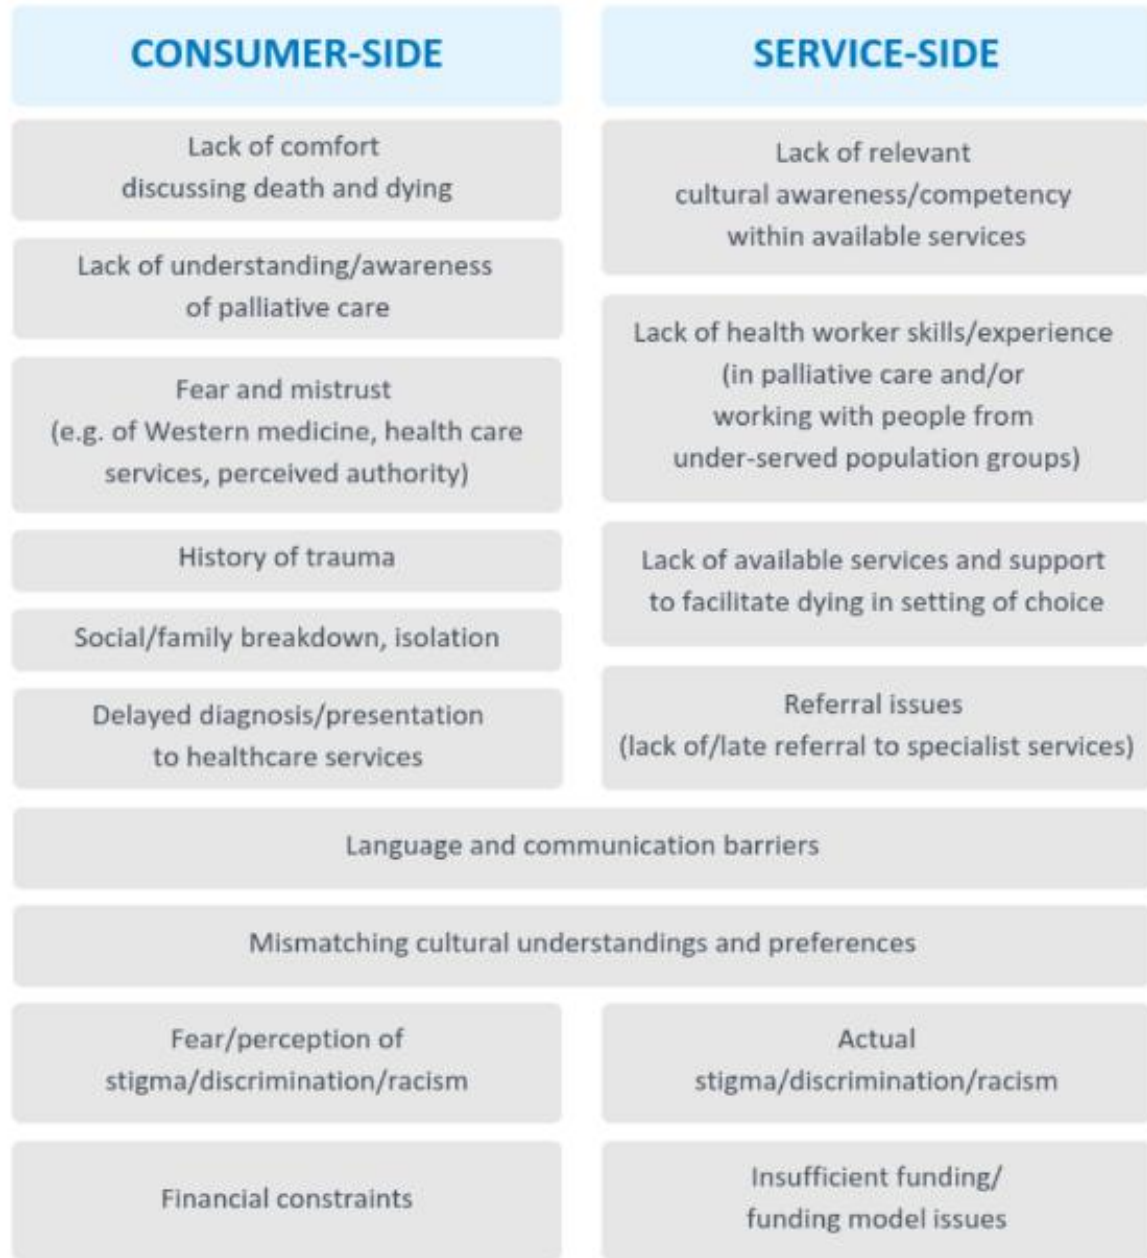 CONSUMER-SIDE
Lack of comfort
discussing death and dying
Lack of understanding/awareness
of palliative care
Fear and mistrust
(e.g. of Western medicine, health care
services, perceived authority)
History of trauma
Social/family breakdown, isolation
Delayed diagnosis/presentation
to healthcare services
SERVICE-SIDE
Lack of relevant
cultural awareness/competency
within available services
Lack of health worker skills/experience
(in palliative care and/or
working with people from
under-served population groups)
Lack of available services and support
to facilitate dying in setting of choice
Referral issues
(lack of/late referral to specialist services)
Language and communication barriers
Mismatching cultural understandings and preferences
Fear/perception of
stigma/discrimination/racism
Actual
stigma/discrimination/racism
Financial constraints
Insufficient funding/
funding model issues